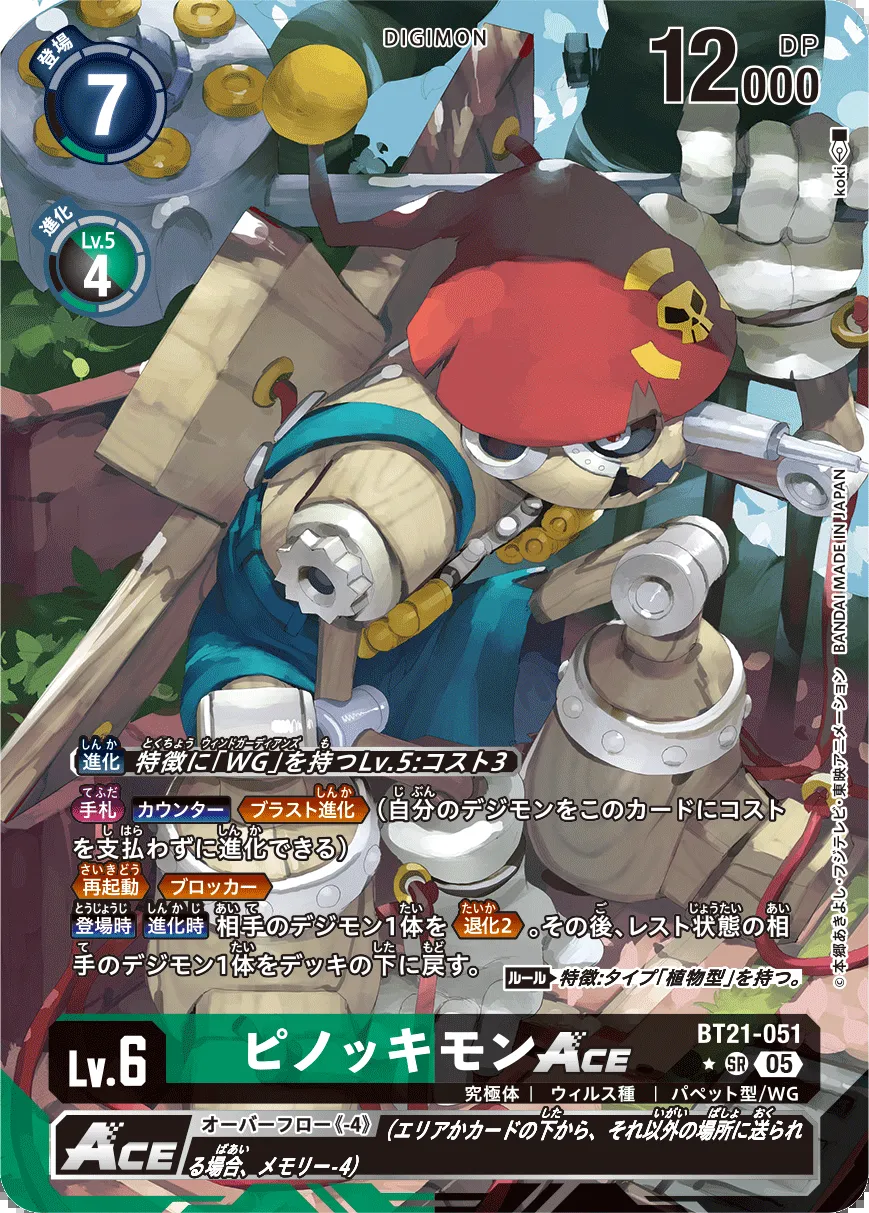 DIGIMON
登場
7
DP
12000
進化
Lv.5
4
koki
BANDAI MADE IN JAPAN
©本郷あきよし・フジテレビ・東映アニメーション
進化 特徴に「WG」を持つLv.5:コスト3
手札 カウンター ブラスト進化 (自分のデジモンをこのカードにコスト
を支払わずに進化できる)
再起動 ブロッカー
登場時 進化時 相手のデジモン1体を 退化2 。その後、レスト状態の相
手のデジモン1体をデッキの下に戻す。
ルール 特徴:タイプ「植物型」を持つ。
Lv.6
ピノッキモンACE
BT21-051
★ SR 05
究極体 | ウィルス種 | パペット型/WG
ACE
オーバーフロー《-4》 (エリアかカードの下から、それ以外の場所に送られ
る場合、メモリー-4)